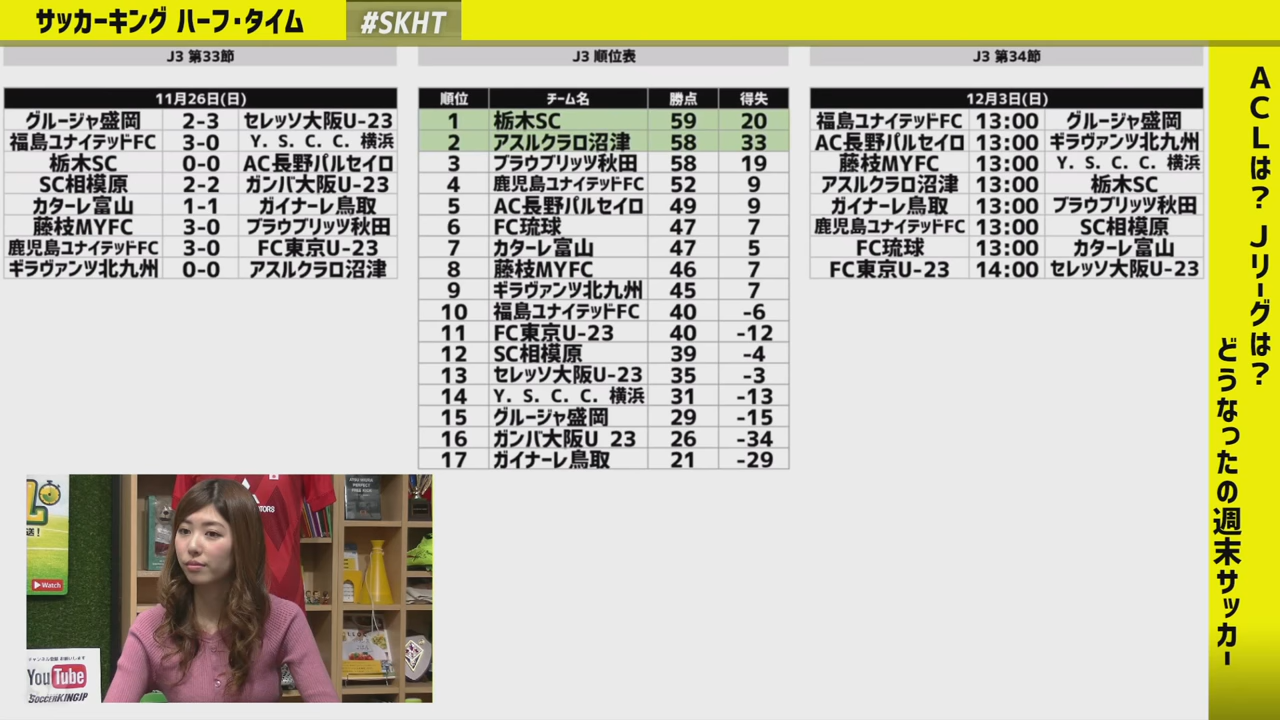 サッカーキング ハーフ・タイム #SKHT
J3 第33節
11月26日(日)
グルージャ盛岡 2-3 セレッソ大阪U-23
福島ユナイテッドFC 3-0 Y. S. C. C. 横浜
栃木SC 0-0 AC長野パルセイロ
SC相模原 2-2 ガンバ大阪U-23
カターレ富山 1-1 ガイナーレ鳥取
藤枝MYFC 3-0 ブラウブリッツ秋田
鹿児島ユナイテッドFC 3-0 FC東京U-23
ギラヴァンツ北九州 0-0 アスルクラロ沼津
J3 順位表
順位 チーム名 勝点 得失
1 栃木SC 59 20
2 アスルクラロ沼津 58 33
3 ブラウブリッツ秋田 58 19
4 鹿児島ユナイテッドFC 52 9
5 AC長野パルセイロ 49 9
6 FC琉球 47 7
7 カターレ富山 47 5
8 藤枝MYFC 46 7
9 ギラヴァンツ北九州 45 7
10 福島ユナイテッドFC 40 -6
11 FC東京U-23 40 -12
12 SC相模原 39 -4
13 セレッソ大阪U-23 35 -3
14 Y. S. C. C. 横浜 31 -13
15 グルージャ盛岡 29 -15
16 ガンバ大阪U 23 26 -34
17 ガイナーレ鳥取 21 -29
J3 第34節
12月3日(日)
福島ユナイテッドFC 13:00 グルージャ盛岡
AC長野パルセイロ 13:00 ギラヴァンツ北九州
藤枝MYFC 13:00 Y. S. C. C. 横浜
アスルクラロ沼津 13:00 栃木SC
ガイナーレ鳥取 13:00 ブラウブリッツ秋田
鹿児島ユナイテッドFC 13:00 SC相模原
FC琉球 13:00 カターレ富山
FC東京U-23 14:00 セレッソ大阪U-23
ACLは？ Jリーグは？
どうなったの週末サッカー
Watch
チャンネル登録 お願いします
YouTube
SOCCERKINGJP